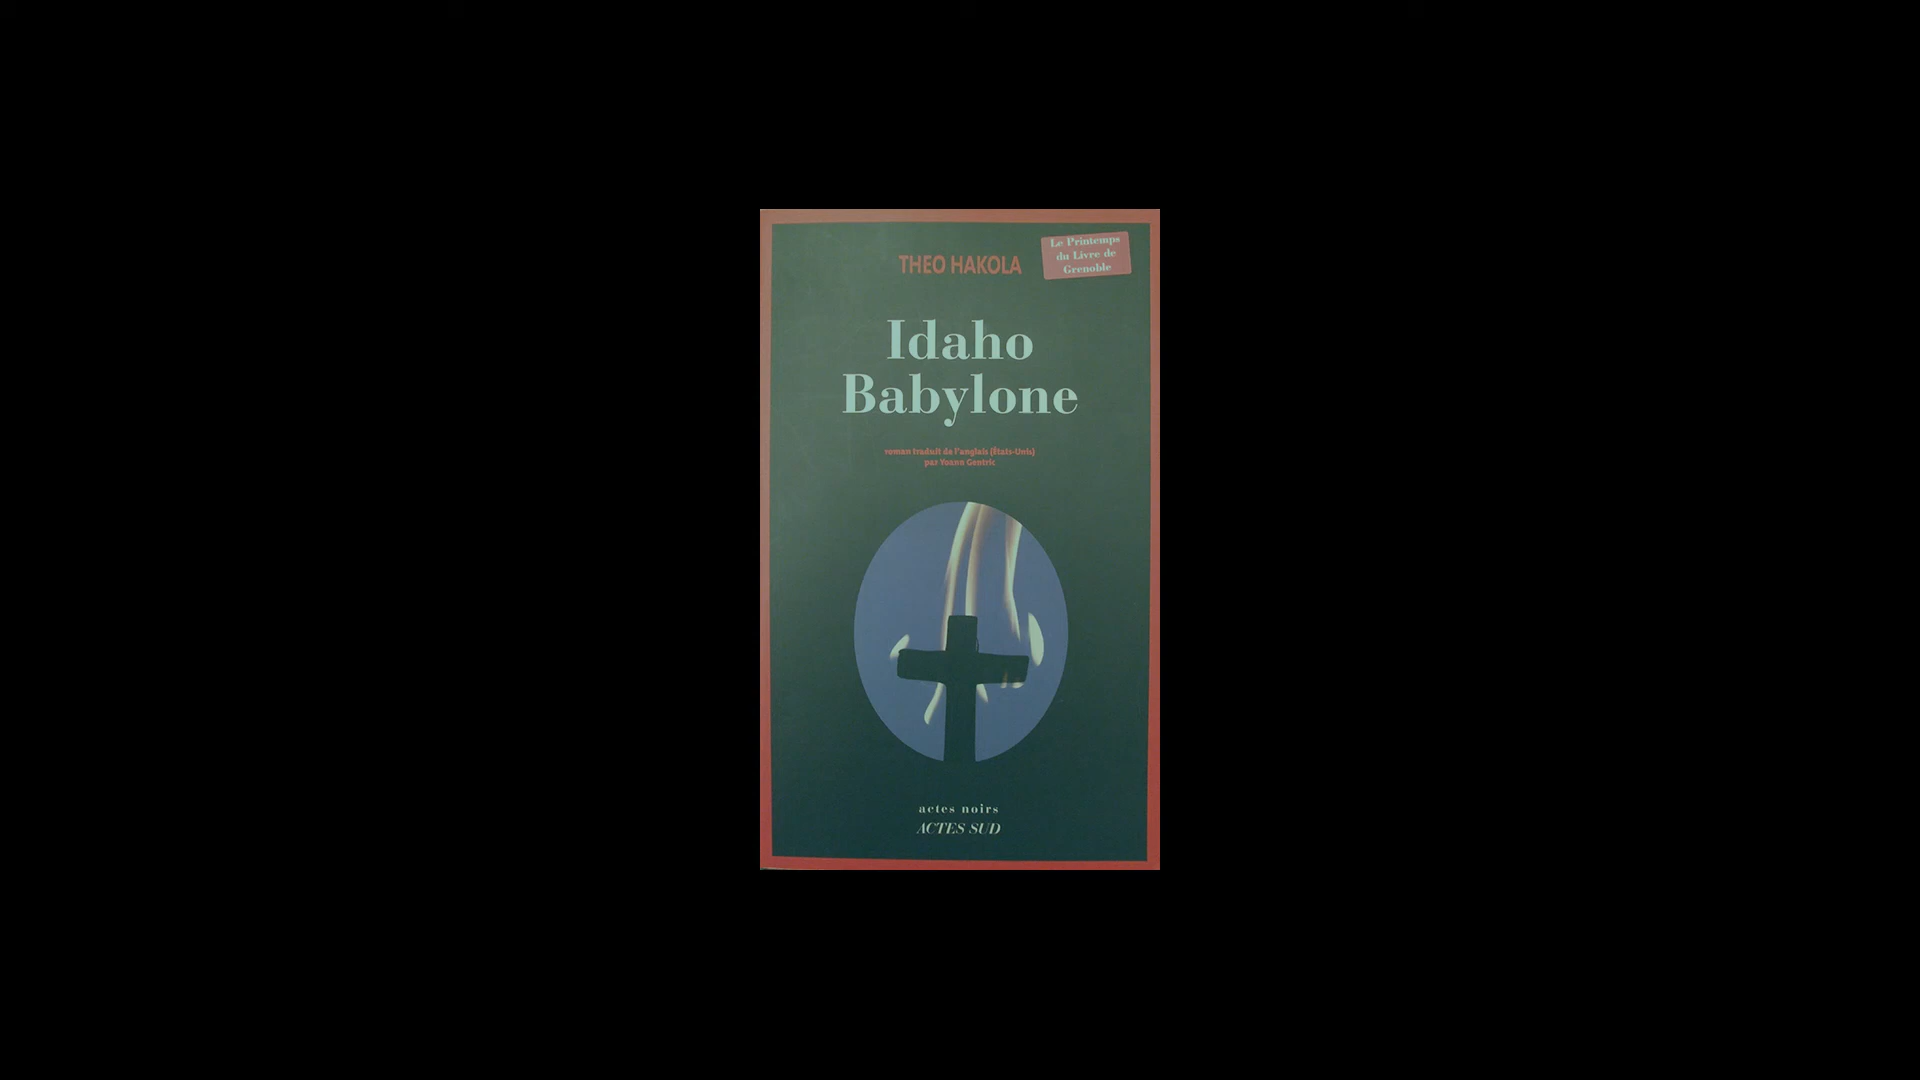 Le Printemps
du Livre de
Grenoble
THEO HAKOLA
Idaho
Babylone
roman traduit de l'anglais (États-Unis)
par Yoann Gentric
actes noirs
ACTES SUD